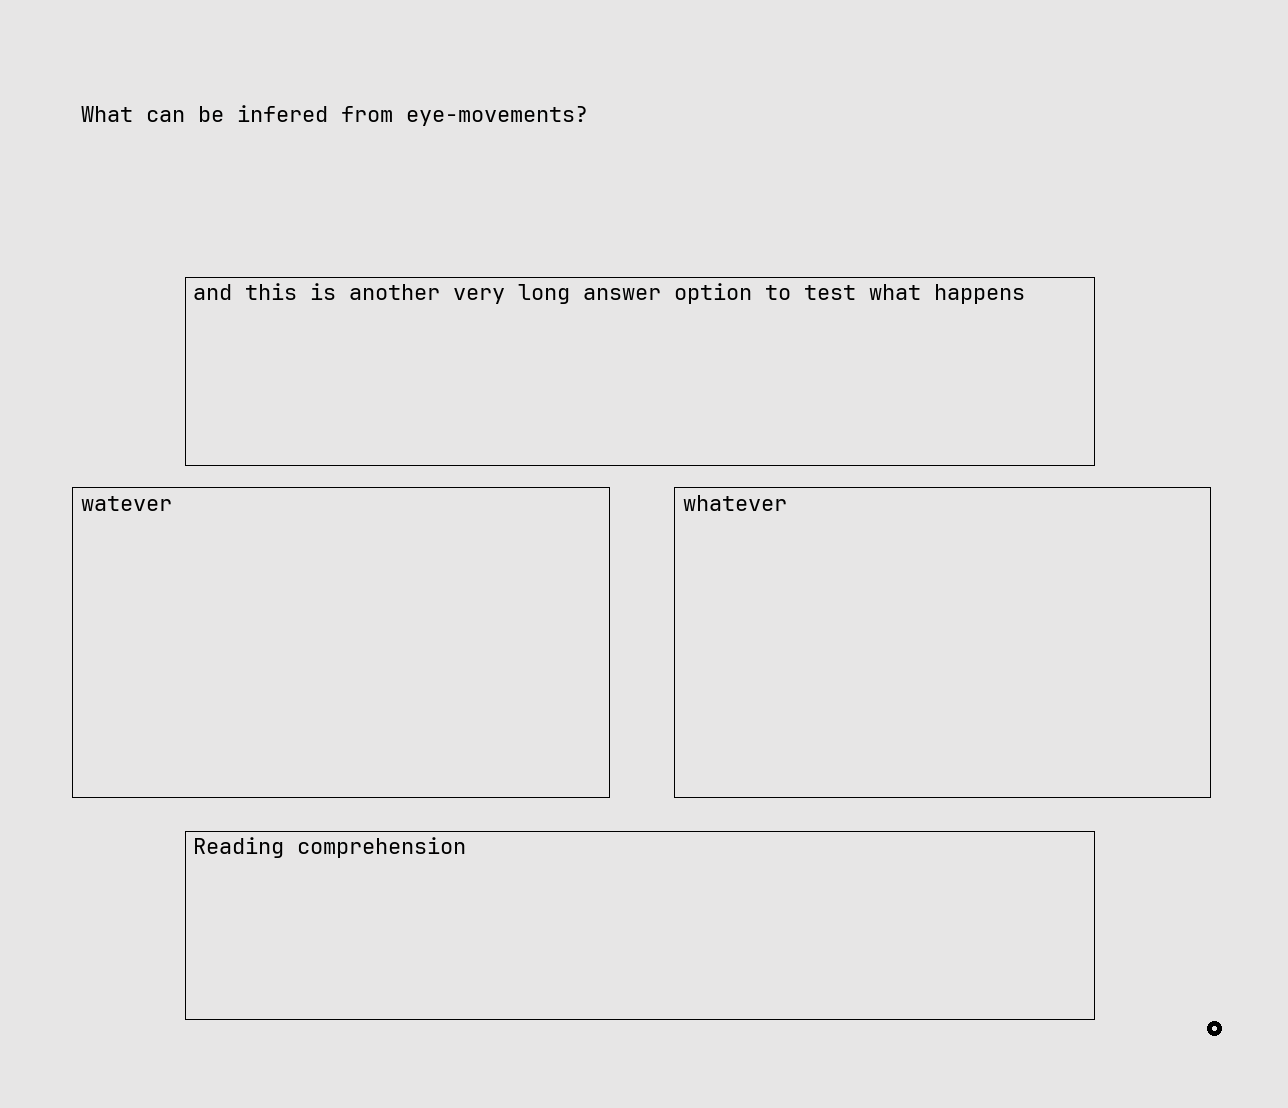 What can be infered from eye-movements?
and this is another very long answer option to test what happens
watever
whatever
Reading comprehension